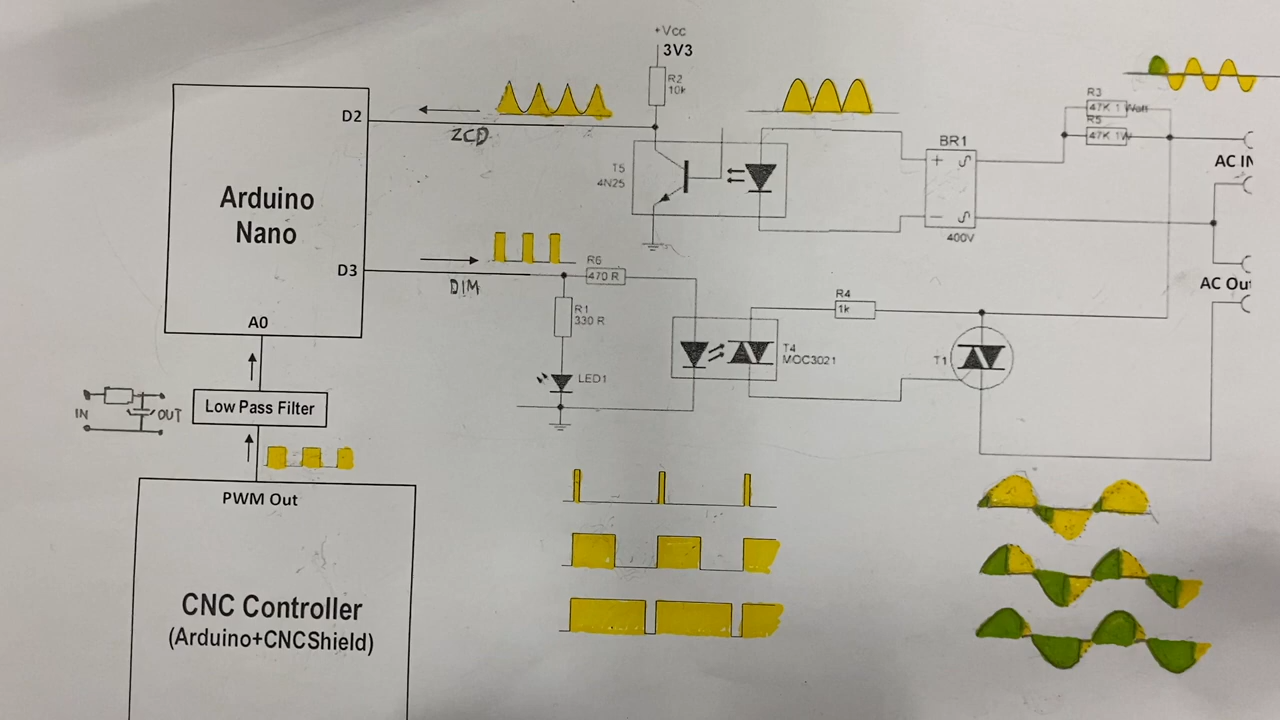 +Vcc
3V3
R2
10k
D2
ZCD
T5
4N25
BR1
400V
R3
47K 1 Watt
R5
47K 1W
AC IN
AC Out
Arduino
Nano
D3
DIM
R6
470 R
R1
330 R
LED1
R4
1k
T4
MOC3021
T1
A0
Low Pass Filter
IN
OUT
PWM Out
CNC Controller
(Arduino+CNCShield)